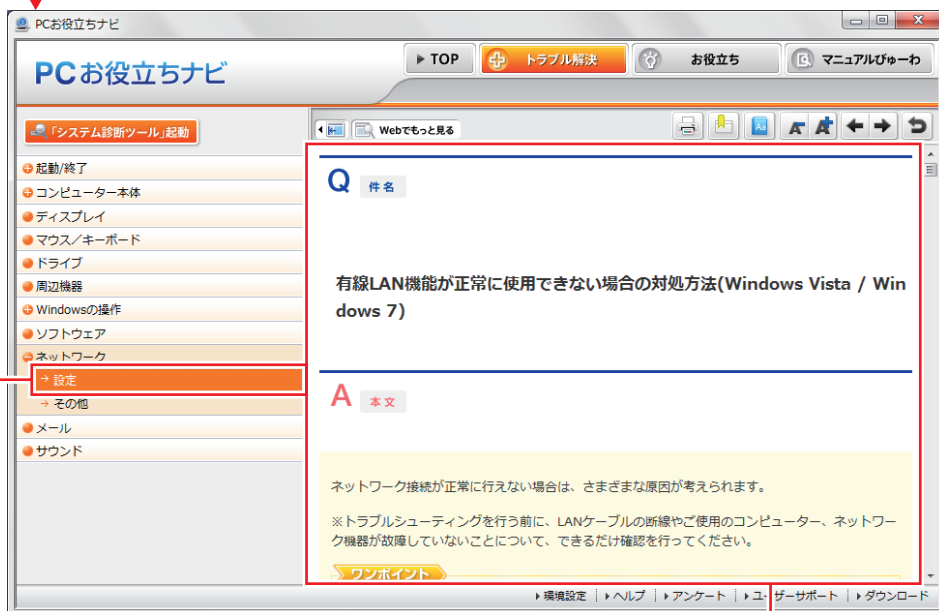 PCお役立ちナビ
PCお役立ちナビ
TOP
トラブル解決
お役立ち
マニュアルびゅーわ
「システム診断ツール」起動
Webでもっと見る
起動/終了
コンピューター本体
ディスプレイ
マウス/キーボード
ドライブ
周辺機器
Windowsの操作
ソフトウェア
ネットワーク
設定
その他
メール
サウンド
Q 件名
有線LAN機能が正常に使用できない場合の対処方法(Windows Vista / Win
dows 7)
A 本文
ネットワーク接続が正常に行えない場合は、さまざまな原因が考えられます。
※トラブルシューティングを行う前に、LANケーブルの断線やご使用のコンピューター、ネットワー
ク機器が故障していないことについて、できるだけ確認を行ってください。
ワンポイント
環境設定
ヘルプ
アンケート
ユーザーサポート
ダウンロード